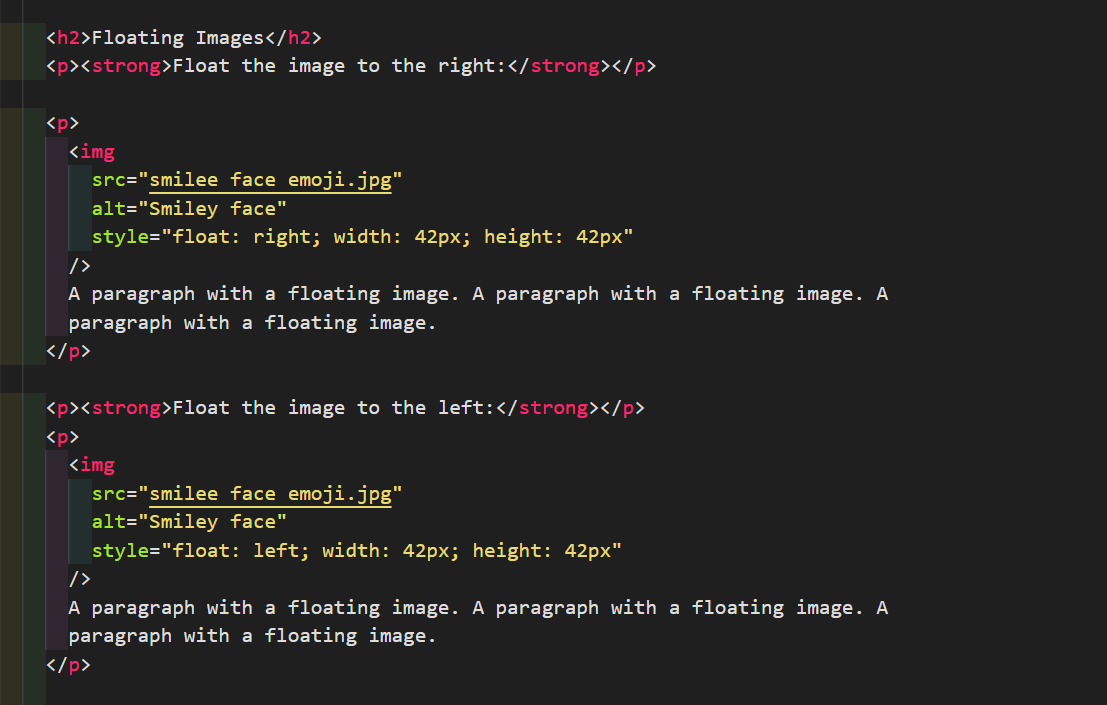 <h2>Floating Images</h2>
<p><strong>Float the image to the right:</strong></p>
<p>
<img
src="smilee face emoji.jpg"
alt="Smiley face"
style="float: right; width: 42px; height: 42px"
/>
A paragraph with a floating image. A paragraph with a floating image. A
paragraph with a floating image.
</p>
<p><strong>Float the image to the left:</strong></p>
<p>
<img
src="smilee face emoji.jpg"
alt="Smiley face"
style="float: left; width: 42px; height: 42px"
/>
A paragraph with a floating image. A paragraph with a floating image. A
paragraph with a floating image.
</p>